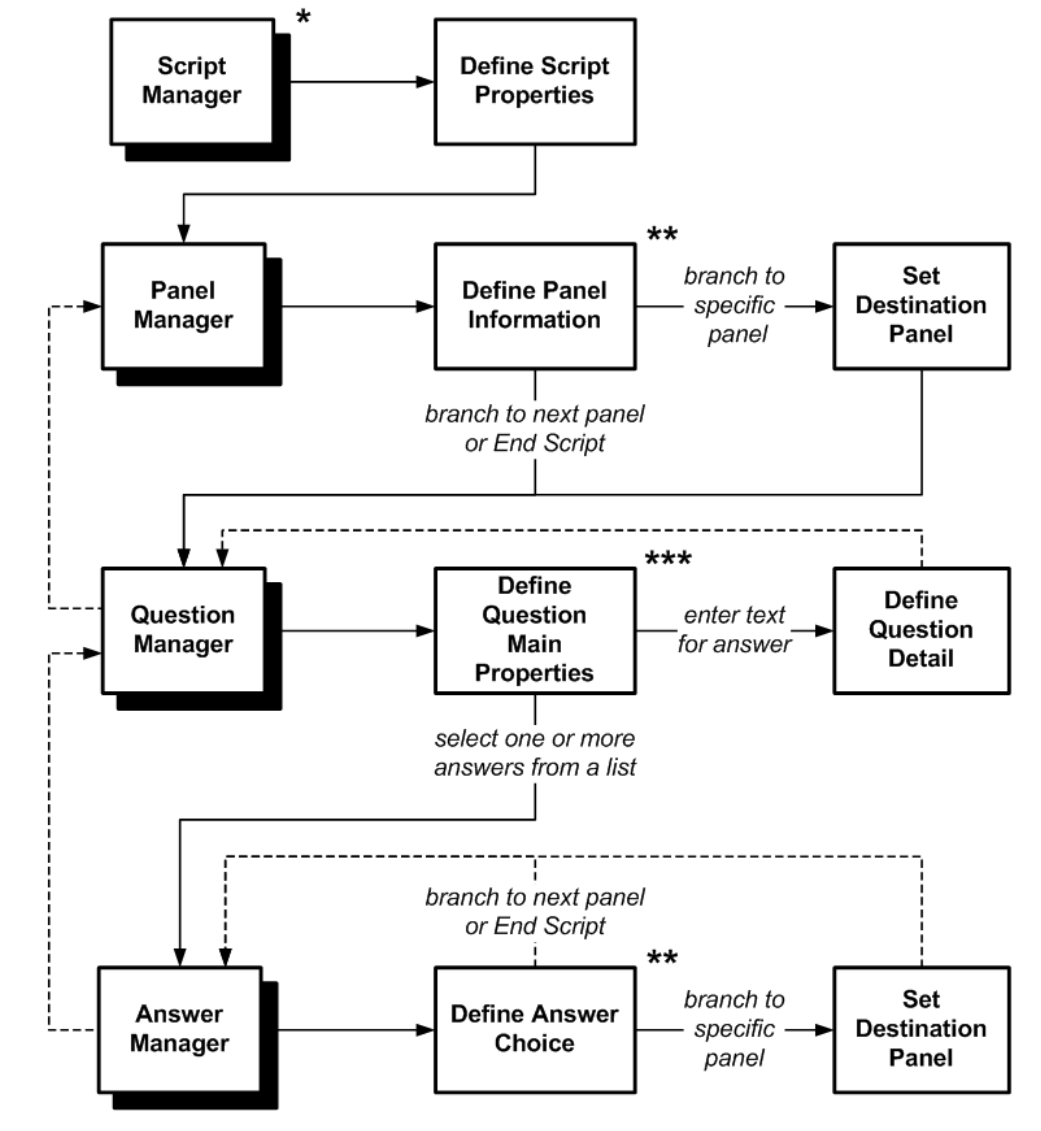 *
Script
Manager
Define Script
Properties
**
Panel
Manager
Define Panel
Information
branch to
specific
panel
Set
Destination
Panel
branch to next panel
or End Script
***
Question
Manager
Define
Question
Main
Properties
enter text
for answer
Define
Question
Detail
select one or more
answers from a list
branch to next panel
or End Script
**
Answer
Manager
Define Answer
Choice
branch to
specific
panel
Set
Destination
Panel